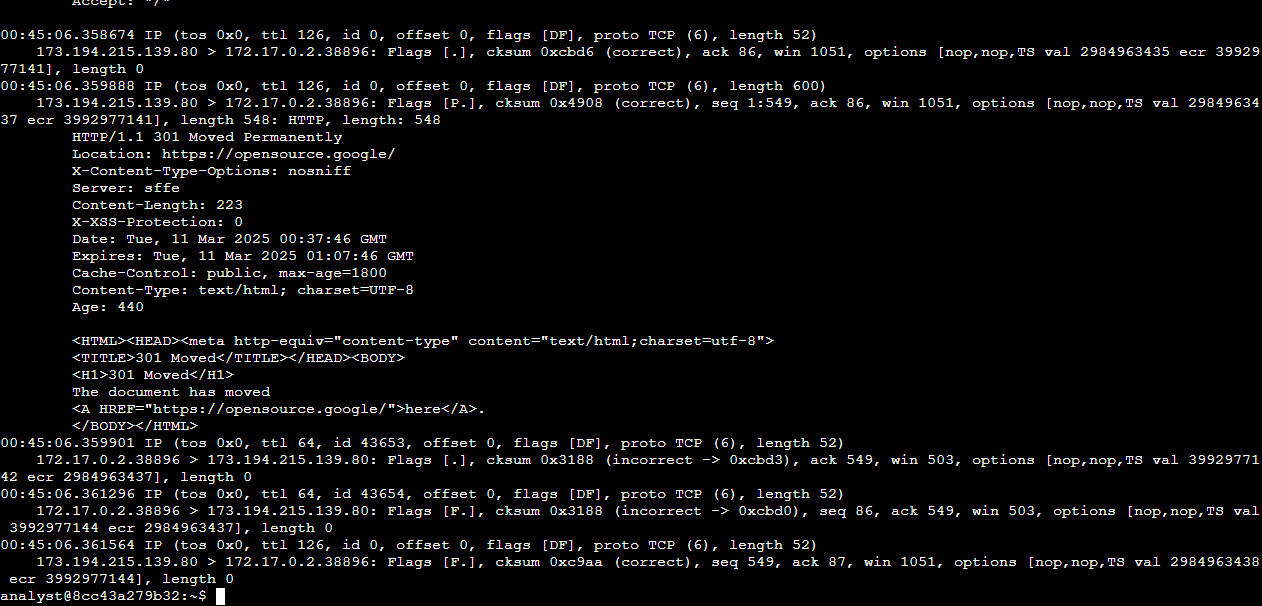 Accept: */*
00:45:06.358674 IP (tos 0x0, ttl 126, id 0, offset 0, flags [DF], proto TCP (6), length 52)
    173.194.215.139.80 > 172.17.0.2.38896: Flags [.], cksum 0xcbd6 (correct), ack 86, win 1051, options [nop,nop,TS val 2984963435 ecr 39929
77141], length 0
00:45:06.359888 IP (tos 0x0, ttl 126, id 0, offset 0, flags [DF], proto TCP (6), length 600)
    173.194.215.139.80 > 172.17.0.2.38896: Flags [P.], cksum 0x4908 (correct), seq 1:549, ack 86, win 1051, options [nop,nop,TS val 29849634
37 ecr 3992977141], length 548: HTTP, length: 548
        HTTP/1.1 301 Moved Permanently
        Location: https://opensource.google/
        X-Content-Type-Options: nosniff
        Server: sffe
        Content-Length: 223
        X-XSS-Protection: 0
        Date: Tue, 11 Mar 2025 00:37:46 GMT
        Expires: Tue, 11 Mar 2025 01:07:46 GMT
        Cache-Control: public, max-age=1800
        Content-Type: text/html; charset=UTF-8
        Age: 440

        <HTML><HEAD><meta http-equiv="content-type" content="text/html;charset=utf-8">
        <TITLE>301 Moved</TITLE></HEAD><BODY>
        <H1>301 Moved</H1>
        The document has moved
        <A HREF="https://opensource.google/">here</A>.
        </BODY></HTML>
00:45:06.359901 IP (tos 0x0, ttl 64, id 43653, offset 0, flags [DF], proto TCP (6), length 52)
    172.17.0.2.38896 > 173.194.215.139.80: Flags [.], cksum 0x3188 (incorrect -> 0xcbd3), ack 549, win 503, options [nop,nop,TS val 39929771
42 ecr 2984963437], length 0
00:45:06.361296 IP (tos 0x0, ttl 64, id 43654, offset 0, flags [DF], proto TCP (6), length 52)
    172.17.0.2.38896 > 173.194.215.139.80: Flags [F.], cksum 0x3188 (incorrect -> 0xcbd0), seq 86, ack 549, win 503, options [nop,nop,TS val
 3992977144 ecr 2984963437], length 0
00:45:06.361564 IP (tos 0x0, ttl 126, id 0, offset 0, flags [DF], proto TCP (6), length 52)
    173.194.215.139.80 > 172.17.0.2.38896: Flags [F.], cksum 0xc9aa (correct), seq 549, ack 87, win 1051, options [nop,nop,TS val 2984963438
 ecr 3992977144], length 0
analyst@8cc43a279b32:~$